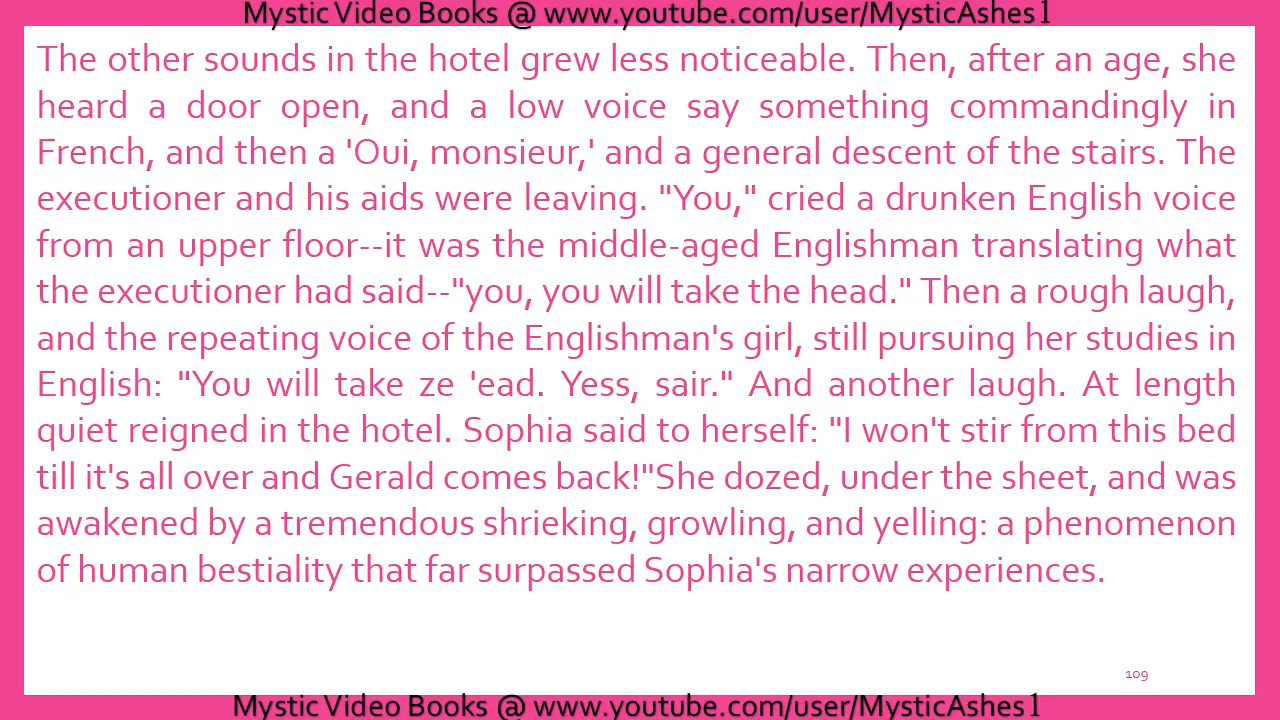 Mystic Video Books @ www.youtube.com/user/MysticAshes1
The other sounds in the hotel grew less noticeable. Then, after an age, she
heard a door open, and a low voice say something commandingly in
French, and then a 'Oui, monsieur,' and a general descent of the stairs. The
executioner and his aids were leaving. "You," cried a drunken English voice
from an upper floor--it was the middle-aged Englishman translating what
the executioner had said--"you, you will take the head." Then a rough laugh,
and the repeating voice of the Englishman's girl, still pursuing her studies in
English: "You will take ze 'ead. Yess, sair." And another laugh. At length
quiet reigned in the hotel. Sophia said to herself: "I won't stir from this bed
till it's all over and Gerald comes back!"She dozed, under the sheet, and was
awakened by a tremendous shrieking, growling, and yelling: a phenomenon
of human bestiality that far surpassed Sophia's narrow experiences.
109
Mystic Video Books @ www.youtube.com/user/MysticAshes1